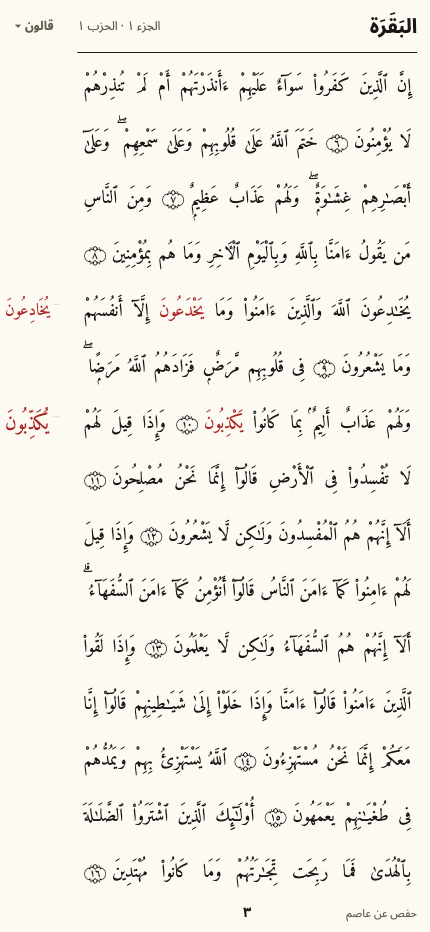 البَقَرَة
الجزء ١ · الحزب ١
قالون
إِنَّ ٱلَّذِينَ كَفَرُوا۟ سَوَآءٌ عَلَيْهِمْ ءَأَنذَرْتَهُمْ أَمْ لَمْ تُنذِرْهُمْ
لَا يُؤْمِنُونَ ۝٦ خَتَمَ ٱللَّهُ عَلَىٰ قُلُوبِهِمْ وَعَلَىٰ سَمْعِهِمْ ۖ وَعَلَىٰٓ
أَبْصَـٰرِهِمْ غِشَـٰوَةٌ ۖ وَلَهُمْ عَذَابٌ عَظِيمٌ ۝٧ وَمِنَ ٱلنَّاسِ
مَن يَقُولُ ءَامَنَّا بِٱللَّهِ وَبِٱلْيَوْمِ ٱلْـَٔاخِرِ وَمَا هُم بِمُؤْمِنِينَ ۝٨
يُخَـٰدِعُونَ ٱللَّهَ وَٱلَّذِينَ ءَامَنُوا۟ وَمَا يَخْدَعُونَ إِلَّآ أَنفُسَهُمْ
يُخَادِعُونَ
وَمَا يَشْعُرُونَ ۝٩ فِى قُلُوبِهِم مَّرَضٌ فَزَادَهُمُ ٱللَّهُ مَرَضًا ۖ
وَلَهُمْ عَذَابٌ أَلِيمٌۢ بِمَا كَانُوا۟ يَكْذِبُونَ ۝١٠ وَإِذَا قِيلَ لَهُمْ
يُكَذِّبُونَ
لَا تُفْسِدُوا۟ فِى ٱلْأَرْضِ قَالُوٓا۟ إِنَّمَا نَحْنُ مُصْلِحُونَ ۝١١
أَلَآ إِنَّهُمْ هُمُ ٱلْمُفْسِدُونَ وَلَـٰكِن لَّا يَشْعُرُونَ ۝١٢ وَإِذَا قِيلَ
لَهُمْ ءَامِنُوا۟ كَمَآ ءَامَنَ ٱلنَّاسُ قَالُوٓا۟ أَنُؤْمِنُ كَمَآ ءَامَنَ ٱلسُّفَهَآءُ ۗ
أَلَآ إِنَّهُمْ هُمُ ٱلسُّفَهَآءُ وَلَـٰكِن لَّا يَعْلَمُونَ ۝١٣ وَإِذَا لَقُوا۟
ٱلَّذِينَ ءَامَنُوا۟ قَالُوٓا۟ ءَامَنَّا وَإِذَا خَلَوْا۟ إِلَىٰ شَيَـٰطِينِهِمْ قَالُوٓا۟ إِنَّا
مَعَكُمْ إِنَّمَا نَحْنُ مُسْتَهْزِءُونَ ۝١٤ ٱللَّهُ يَسْتَهْزِئُ بِهِمْ وَيَمُدُّهُمْ
فِى طُغْيَـٰنِهِمْ يَعْمَهُونَ ۝١٥ أُو۟لَـٰٓئِكَ ٱلَّذِينَ ٱشْتَرَوُا۟ ٱلضَّلَـٰلَةَ
بِٱلْهُدَىٰ فَمَا رَبِحَت تِّجَـٰرَتُهُمْ وَمَا كَانُوا۟ مُهْتَدِينَ ۝١٦
حفص عن عاصم
٣